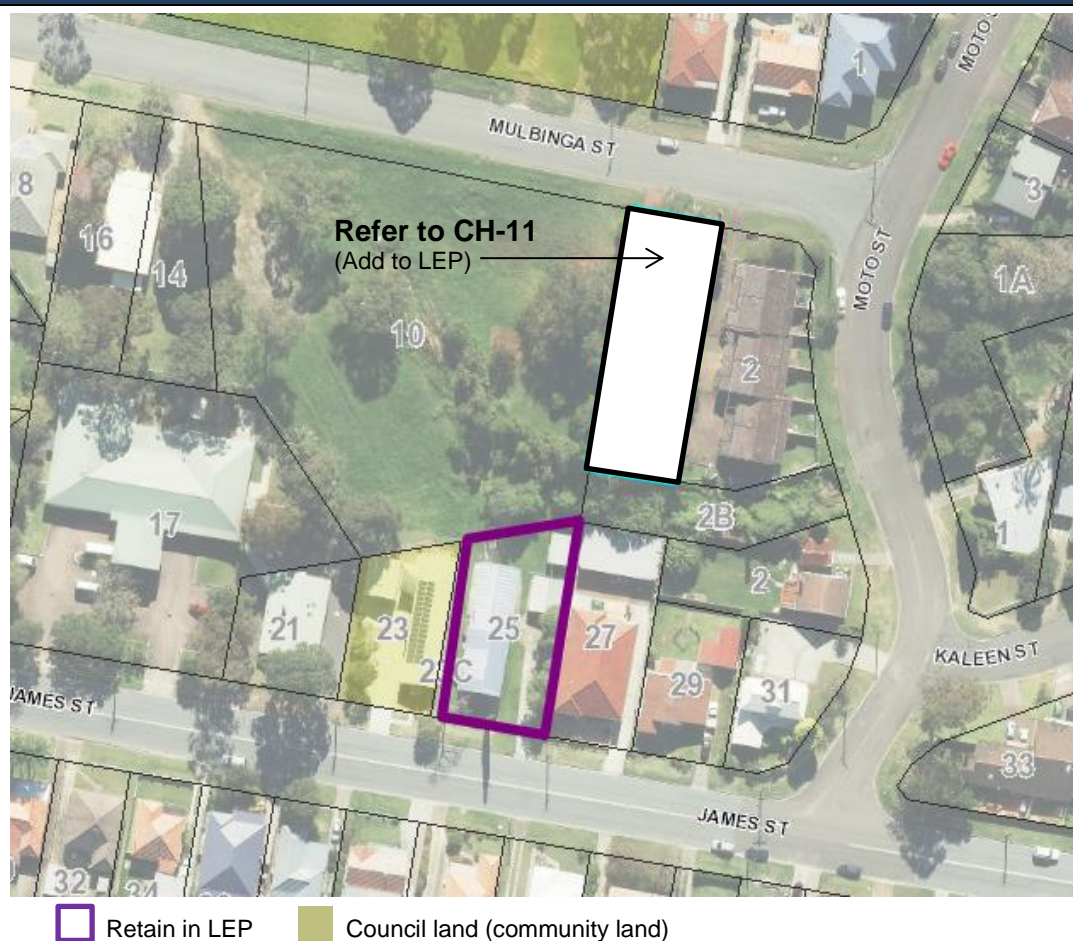 MOTO S
1
MULBINGA ST
3
8
Refer to CH-11
(Add to LEP)
16
14
MOTO ST
1A
10
2
17
2B
1
2
21
23
25
27
KALEEN ST
29
31
JAMES ST
33
JAMES ST
32
34
Retain in LEP
Council land (community land)